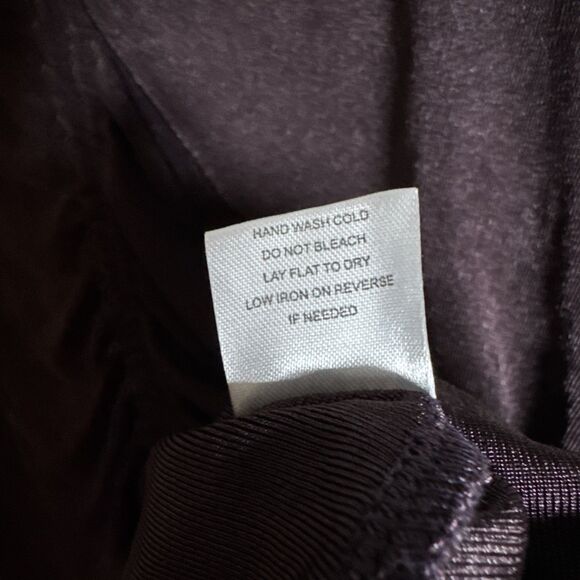 HAND WASH COLD
DO NOT BLEACH
LAY FLAT TO DRY
LOW IRON ON REVERSE
IF NEEDED